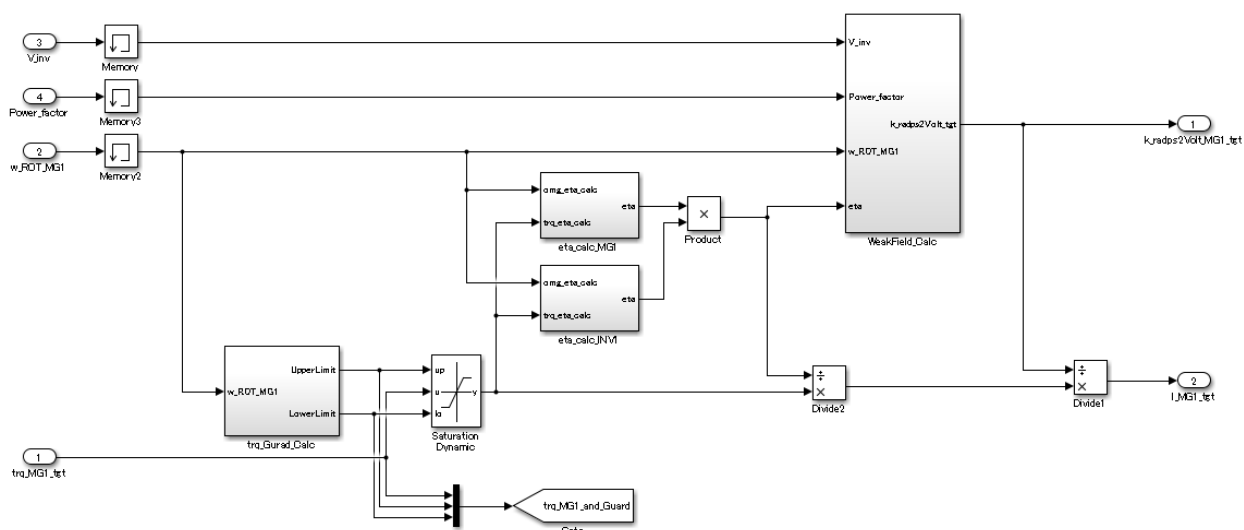 3
V_inv
Memory
V_inv
4
Power_factor
Memory3
Power_factor
k_radps2Volt_tgt
1
k_radps2Volt_MG1_tgt
2
w_ROT_MG1
Memory2
w_ROT_MG1
omg_eta_calc
eta
trq_eta_calc
eta_calc_MG1
×
Product
eta
WeakField_Calc
omg_eta_calc
eta
trq_eta_calc
eta_calc_INV1
w_ROT_MG1
UpperLimit
LowerLimit
trq_Gurad_Calc
up
u
lo
y
Saturation
Dynamic
÷
×
Divide2
÷
×
Divide1
2
I_MG1_tgt
1
trq_MG1_tgt
trq_MG1_and_Guard